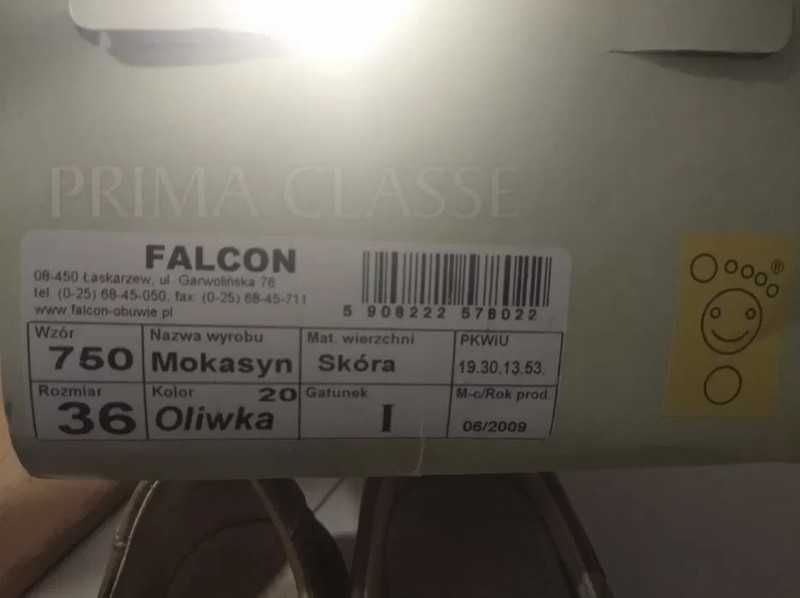 PRIMA CLASSE
FALCON
08-450 Łaskarzew, ul. Garwolińska 76
tel. (0-25) 68-45-050, fax: (0-25) 68-45-711
www.falcon-obuwie.pl
5 908222 578022
Wzór Nazwa wyrobu Mat. wierzchni PKWiU
750 Mokasyn Skóra 19.30.13.53.
Rozmiar Kolor 20 Gatunek M-c/Rok prod.
36 Oliwka I 06/2009
®